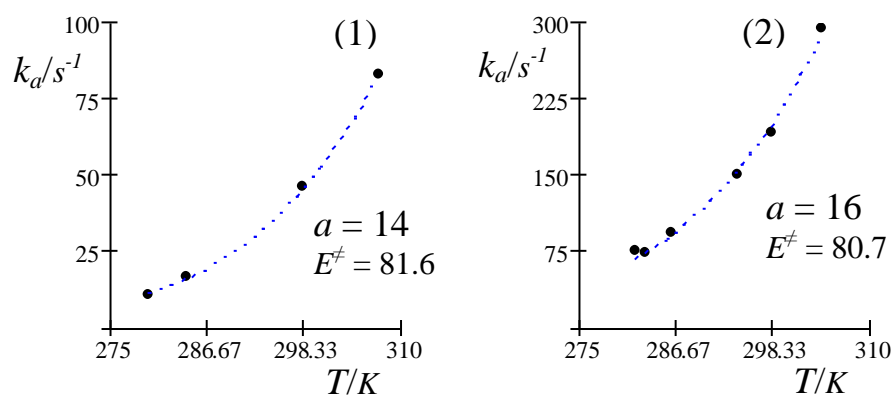 (1)
k_a/s^-1
100
75
50
25
a = 14
E^≠ = 81.6
275 286.67 298.33 310
T/K
(2)
k_a/s^-1
300
225
150
75
a = 16
E^≠ = 80.7
275 286.67 298.33 310
T/K